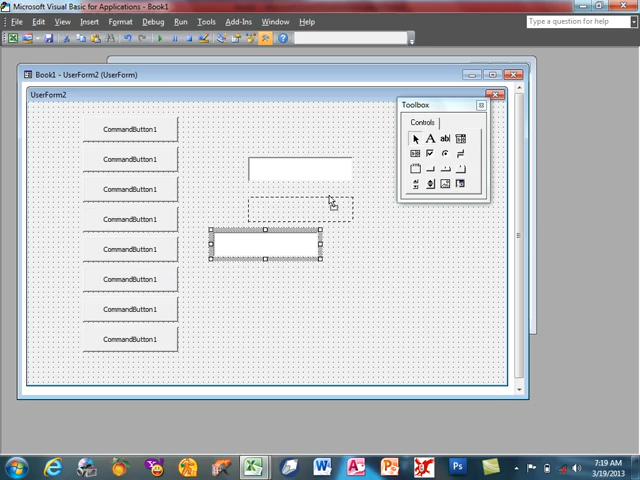 Microsoft Visual Basic for Applications - Book1
File Edit View Insert Format Debug Run Tools Add-Ins Window Help
Type a question for help
Book1 - UserForm2 (UserForm)
UserForm2
Toolbox
Controls
A ab
CommandButton1
CommandButton1
CommandButton1
CommandButton1
CommandButton1
CommandButton1
CommandButton1
CommandButton1
7:19 AM
3/19/2013